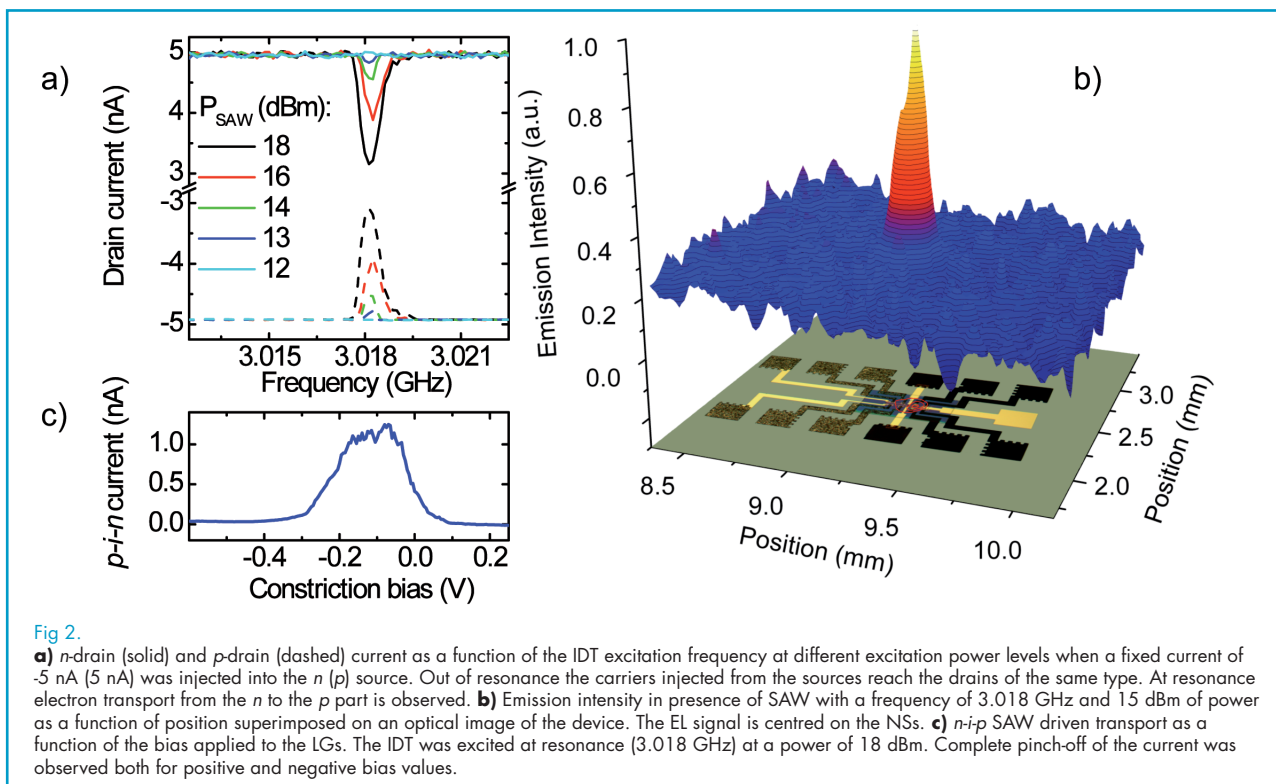 a)
Drain current (nA)
5
4
3
-3
-4
-5
P_SAW (dBm):
18
16
14
13
12
3.015 3.018 3.021
Frequency (GHz)
b)
Emission Intensity (a.u.)
1.0
0.8
0.6
0.4
0.2
0.0
8.5 9.0 9.5 10.0
Position (mm)
3.0
2.5
2.0
Position (mm)
c)
p-i-n current (nA)
1.0
0.5
0.0
-0.4 -0.2 0.0 0.2
Constriction bias (V)
Fig 2.
a) n-drain (solid) and p-drain (dashed) current as a function of the IDT excitation frequency at different excitation power levels when a fixed current of
-5 nA (5 nA) was injected into the n (p) source. Out of resonance the carriers injected from the sources reach the drains of the same type. At resonance
electron transport from the n to the p part is observed. b) Emission intensity in presence of SAW with a frequency of 3.018 GHz and 15 dBm of power
as a function of position superimposed on an optical image of the device. The EL signal is centred on the NSs. c) n-i-p SAW driven transport as a
function of the bias applied to the LGs. The IDT was excited at resonance (3.018 GHz) at a power of 18 dBm. Complete pinch-off of the current was
observed both for positive and negative bias values.